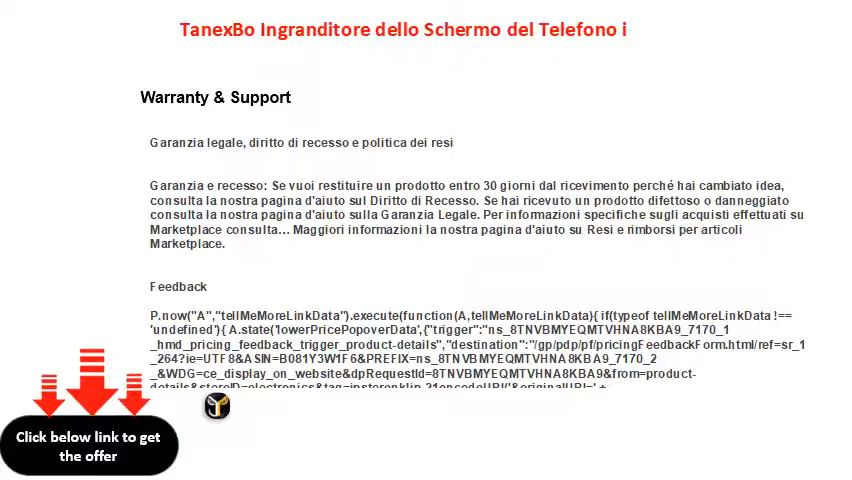 TanexBo Ingranditore dello Schermo del Telefono i
Warranty & Support
Garanzia legale, diritto di recesso e politica dei resi
Garanzia e recesso: Se vuoi restituire un prodotto entro 30 giorni dal ricevimento perché hai cambiato idea,
consulta la nostra pagina d'aiuto sul Diritto di Recesso. Se hai ricevuto un prodotto difettoso o danneggiato
consulta la nostra pagina d'aiuto sulla Garanzia Legale. Per informazioni specifiche sugli acquisti effettuati su
Marketplace consulta... Maggiori informazioni la nostra pagina d'aiuto su Resi e rimborsi per articoli
Marketplace.
Feedback
P.now("A","tellMeMoreLinkData").execute(function(A,tellMeMoreLinkData){ if(typeof tellMeMoreLinkData !==
'undefined'){ A.state('lowerPricePopoverData',{"trigger":"ns_8TNVBMYEQMTVHNA8KBA9_7170_1
_hmd_pricing_feedback_trigger_product-details","destination":"/gp/pdp/pf/pricingFeedbackForm.html/ref=sr_1
_264?ie=UTF8&ASIN=B081Y3W1F6&PREFIX=ns_8TNVBMYEQMTVHNA8KBA9_7170_2
_&WDG=ce_display_on_website&dpRequestId=8TNVBMYEQMTVHNA8KBA9&from=product-
Click below link to get
the offer